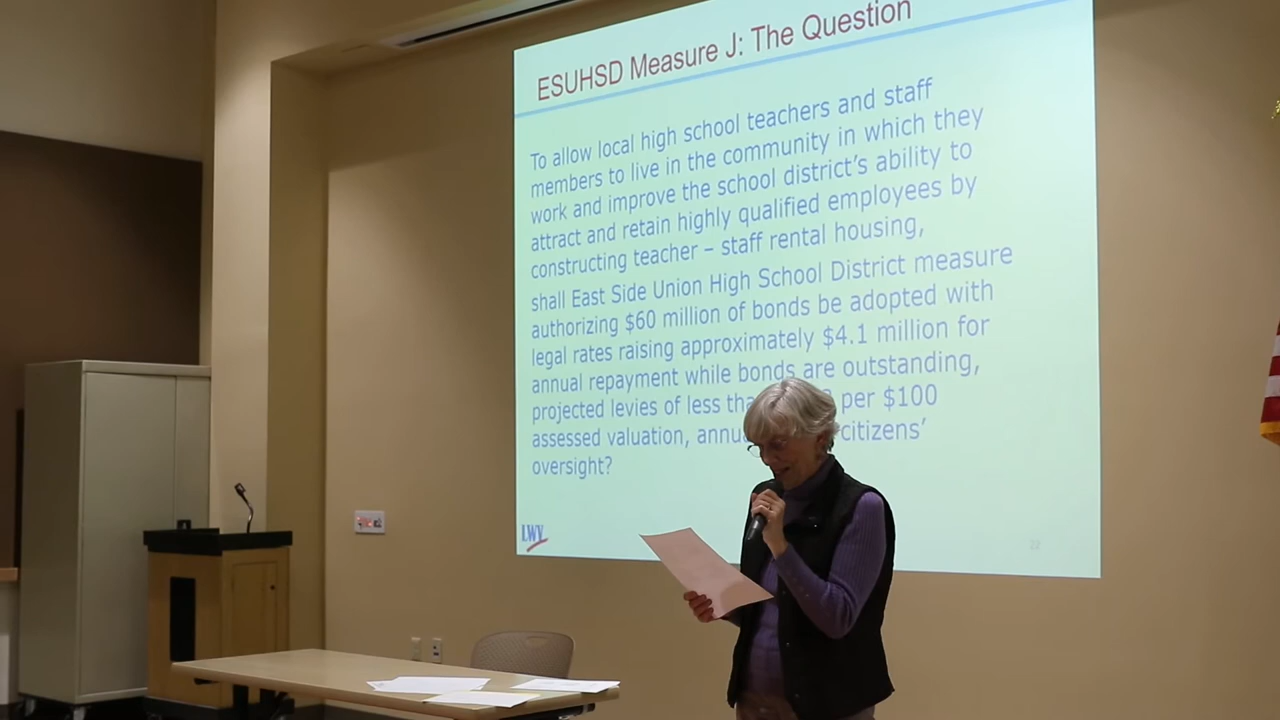 ESUHSD Measure J: The Question
To allow local high school teachers and staff
members to live in the community in which they
work and improve the school district's ability to
attract and retain highly qualified employees by
constructing teacher – staff rental housing,
shall East Side Union High School District measure
authorizing $60 million of bonds be adopted with
legal rates raising approximately $4.1 million for
annual repayment while bonds are outstanding,
projected levies of less per $100
assessed valuation, citizens'
oversight?
LWV